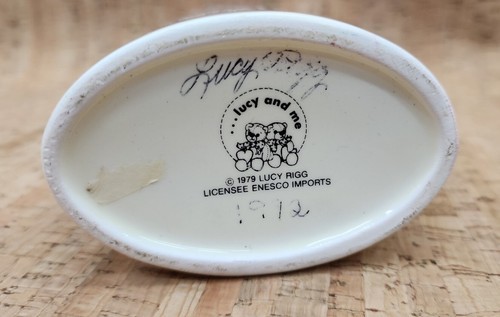 Lucy Rigg
...lucy and me
© 1979 LUCY RIGG
LICENSEE ENESCO IMPORTS
1912